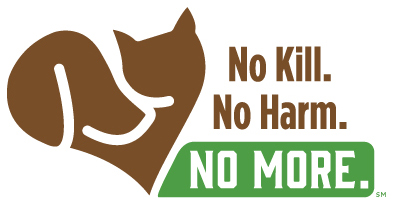 No Kill.
No Harm.
NO MORE.
SM